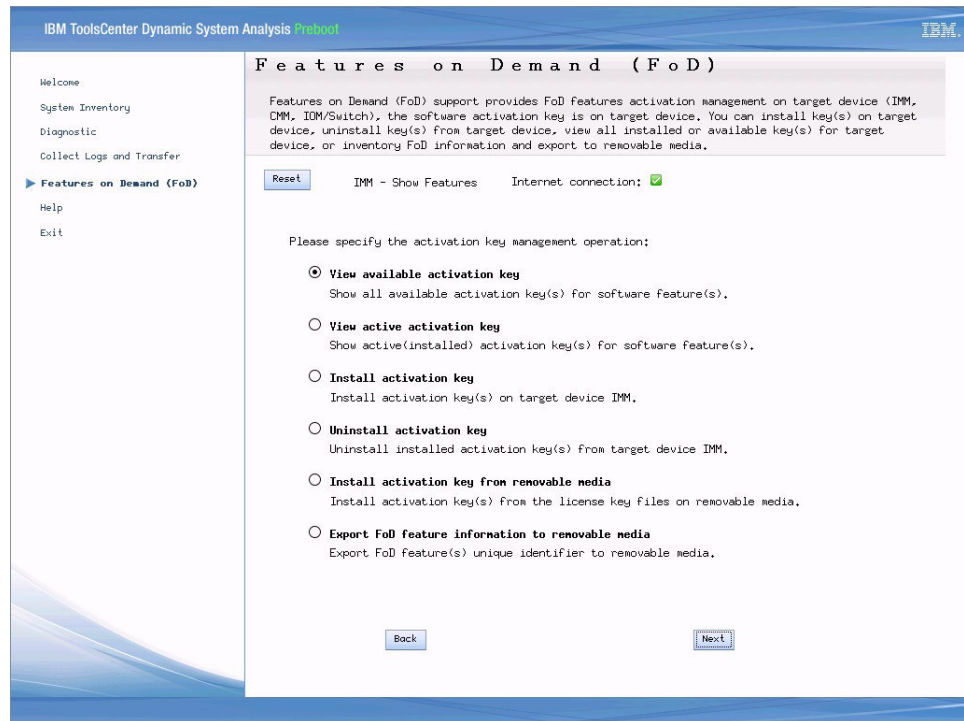 IBM ToolsCenter Dynamic System Analysis Preboot
IBM.
Welcome
System Inventory
Diagnostic
Collect Logs and Transfer
Features on Demand (FoD)
Help
Exit
Features on Demand (FoD)
Features on Demand (FoD) support provides FoD features activation management on target device (IMM,
CMM, IOM/Switch), the software activation key is on target device. You can install key(s) on target
device, uninstall key(s) from target device, view all installed or available key(s) for target
device, or inventory FoD information and export to removable media.
Reset IMM - Show Features Internet connection:
Please specify the activation key management operation:
View available activation key
Show all available activation key(s) for software feature(s).
View active activation key
Show active(installed) activation key(s) for software feature(s).
Install activation key
Install activation key(s) on target device IMM.
Uninstall activation key
Uninstall installed activation key(s) from target device IMM.
Install activation key from removable media
Install activation key(s) from the license key files on removable media.
Export FoD feature information to removable media
Export FoD feature(s) unique identifier to removable media.
Back Next